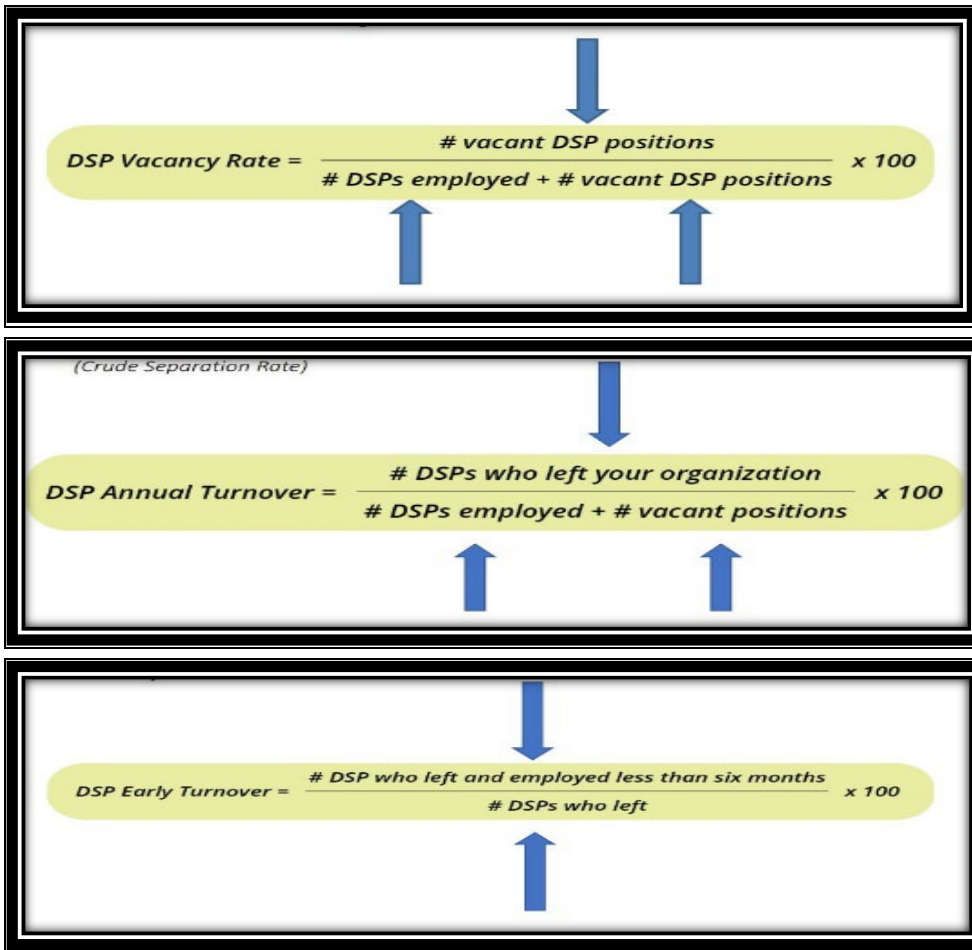 # vacant DSP positions
DSP Vacancy Rate = x 100
# DSPs employed + # vacant DSP positions
(Crude Separation Rate)
# DSPs who left your organization
DSP Annual Turnover = x 100
# DSPs employed + # vacant positions
# DSP who left and employed less than six months
DSP Early Turnover = x 100
# DSPs who left